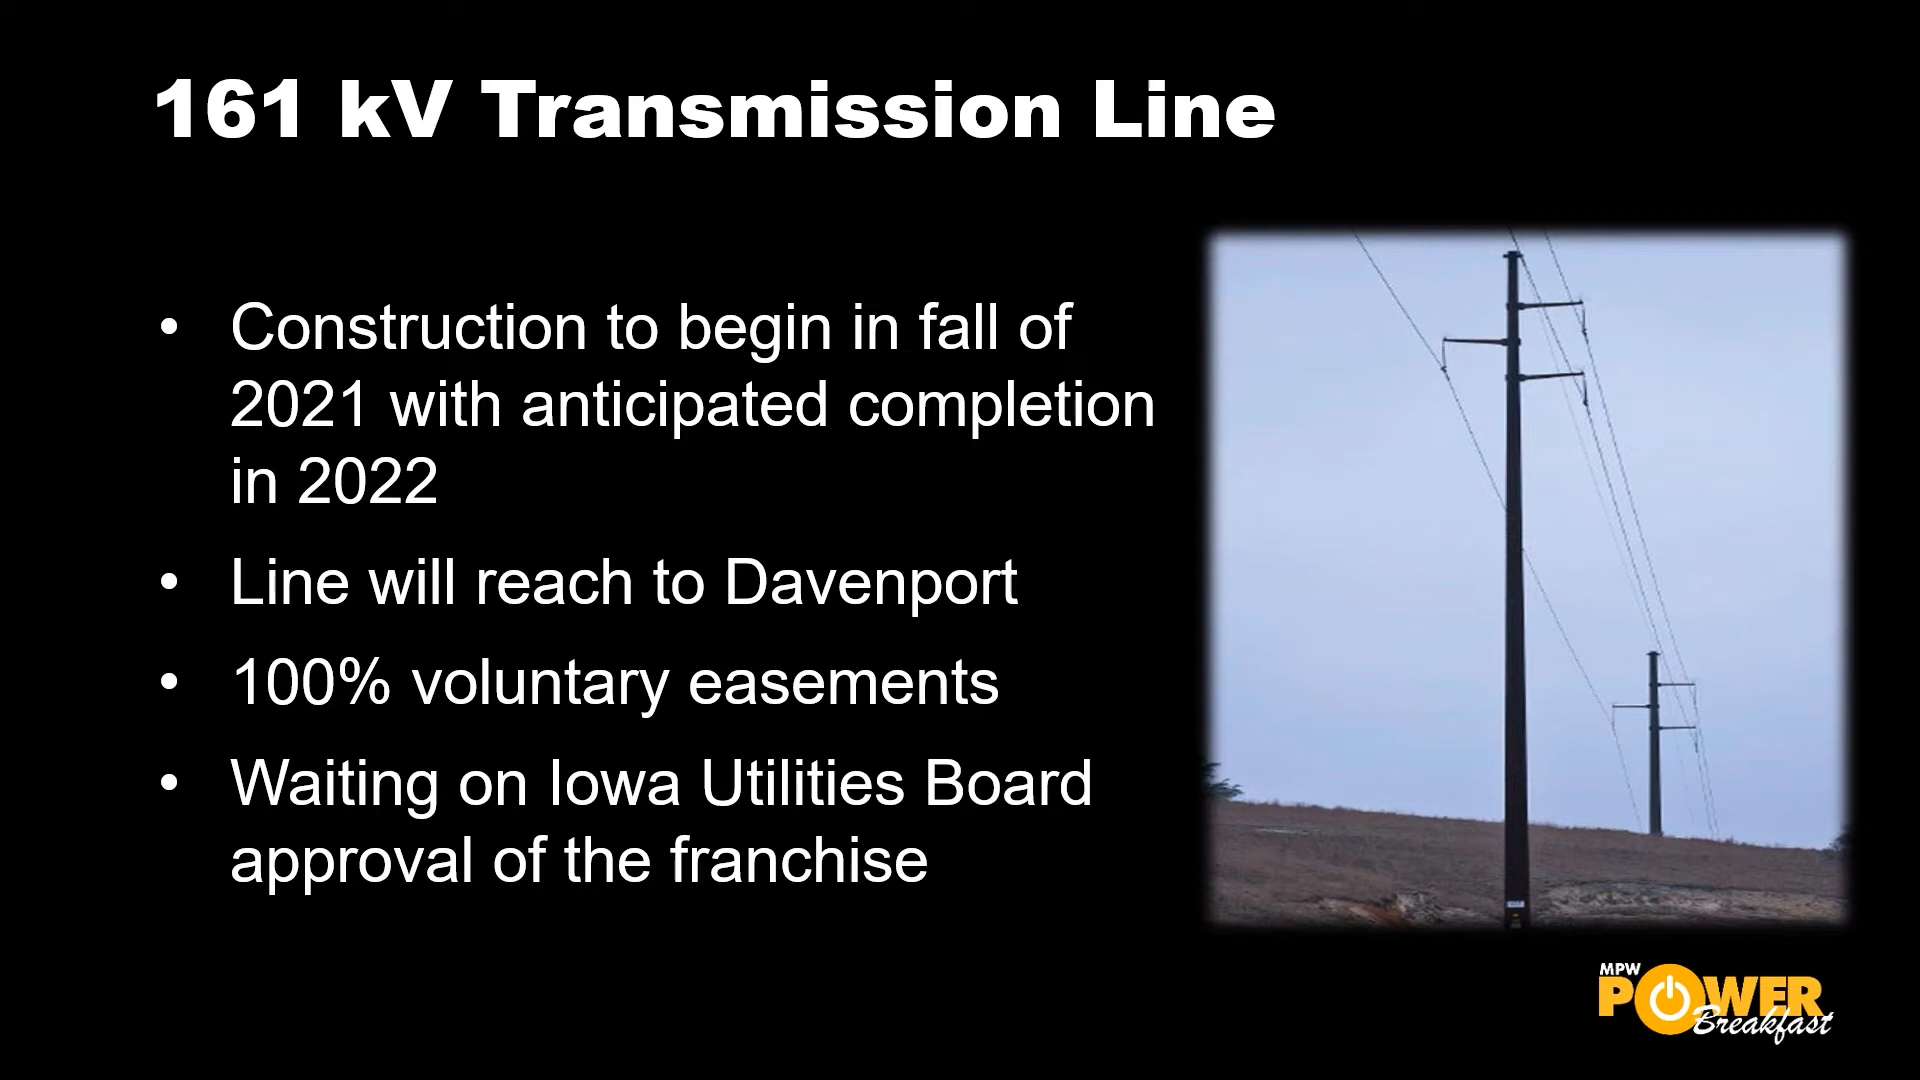 161 kV Transmission Line
• Construction to begin in fall of
2021 with anticipated completion
in 2022
• Line will reach to Davenport
• 100% voluntary easements
• Waiting on Iowa Utilities Board
approval of the franchise
MPW
POWER
Breakfast